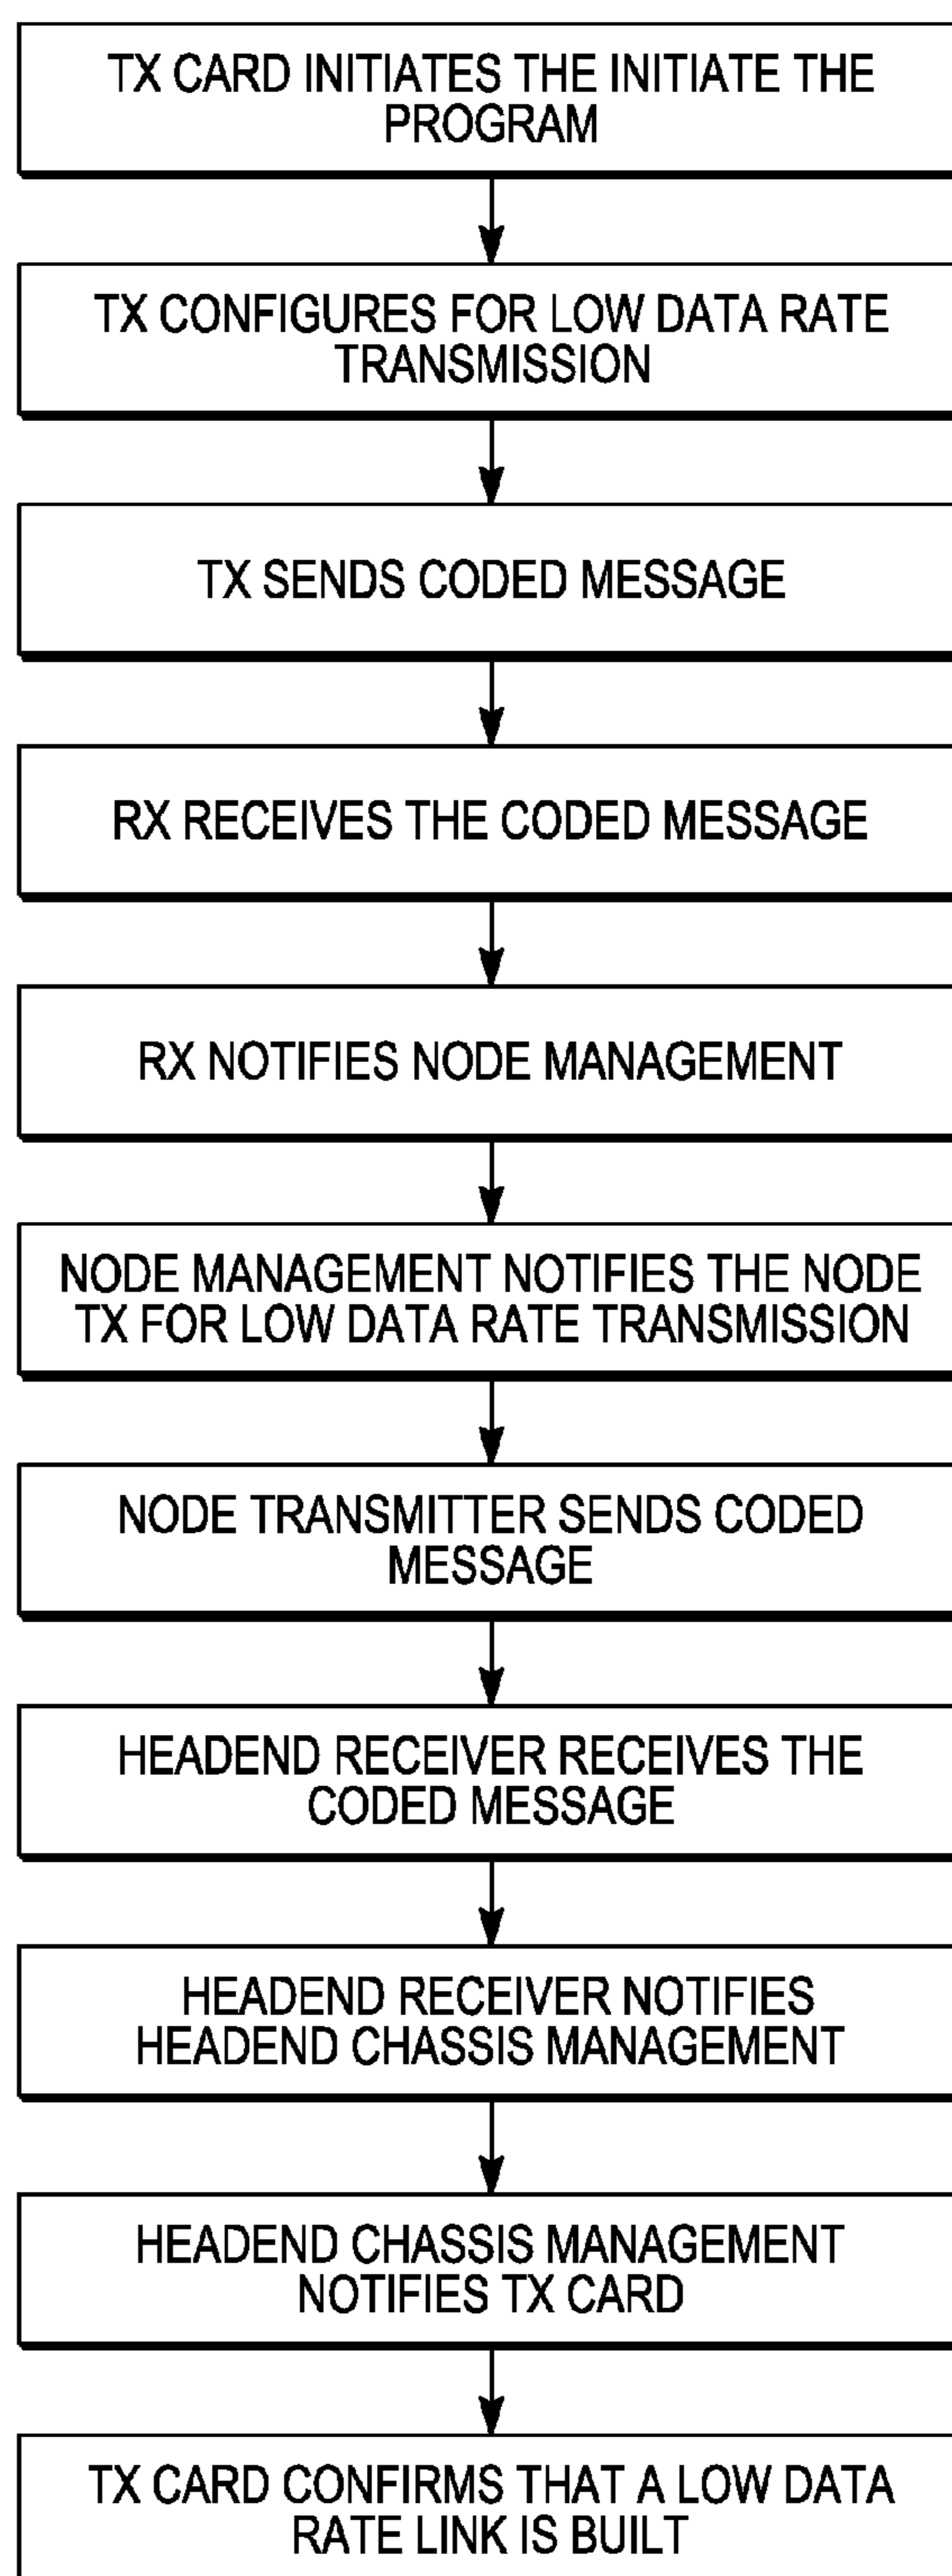 TX CARD INITIATES THE INITIATE THE
PROGRAM
TX CONFIGURES FOR LOW DATA RATE
TRANSMISSION
TX SENDS CODED MESSAGE
RX RECEIVES THE CODED MESSAGE
RX NOTIFIES NODE MANAGEMENT
NODE MANAGEMENT NOTIFIES THE NODE
TX FOR LOW DATA RATE TRANSMISSION
NODE TRANSMITTER SENDS CODED
MESSAGE
HEADEND RECEIVER RECEIVES THE
CODED MESSAGE
HEADEND RECEIVER NOTIFIES
HEADEND CHASSIS MANAGEMENT
HEADEND CHASSIS MANAGEMENT
NOTIFIES TX CARD
TX CARD CONFIRMS THAT A LOW DATA
RATE LINK IS BUILT